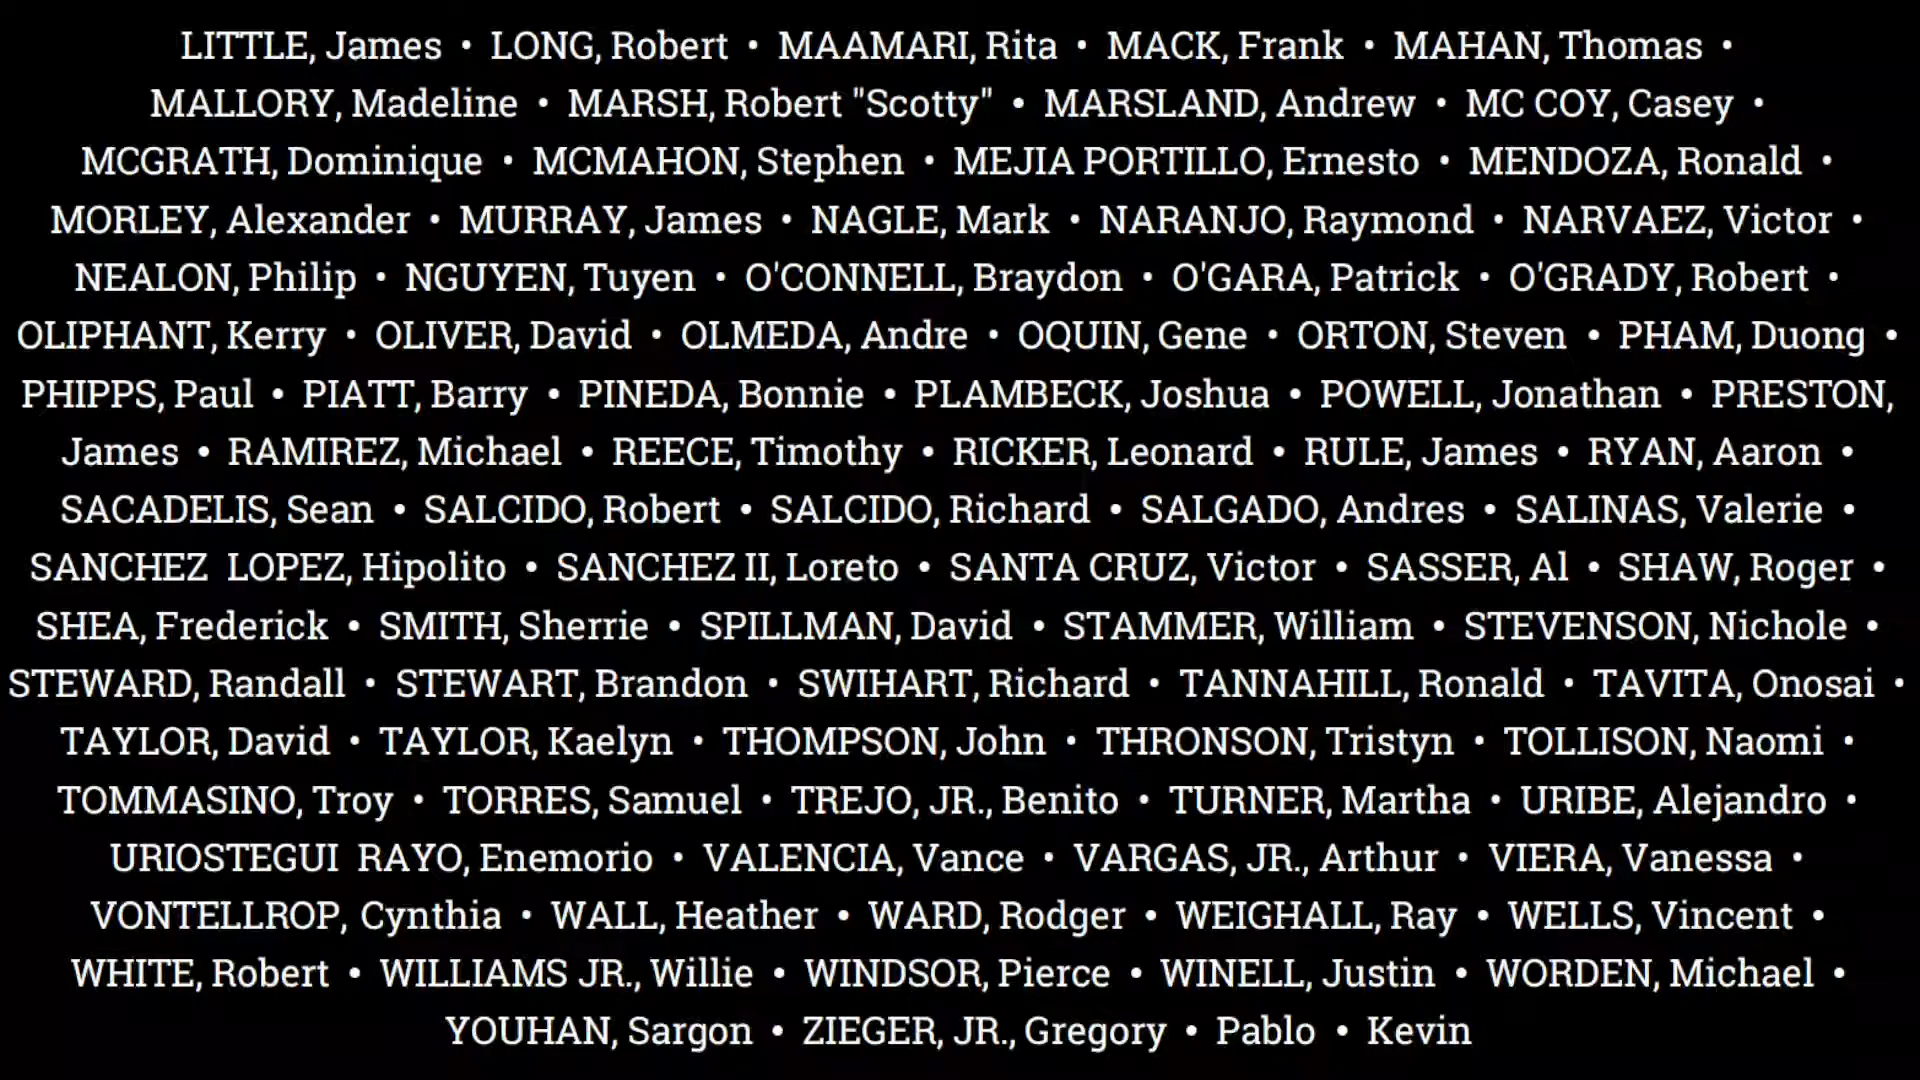 LITTLE, James • LONG, Robert • MAAMARI, Rita • MACK, Frank • MAHAN, Thomas •
MALLORY, Madeline • MARSH, Robert "Scotty" • MARSLAND, Andrew • MC COY, Casey •
MCGRATH, Dominique • MCMAHON, Stephen • MEJIA PORTILLO, Ernesto • MENDOZA, Ronald •
MORLEY, Alexander • MURRAY, James • NAGLE, Mark • NARANJO, Raymond • NARVAEZ, Victor •
NEALON, Philip • NGUYEN, Tuyen • O'CONNELL, Braydon • O'GARA, Patrick • O'GRADY, Robert •
OLIPHANT, Kerry • OLIVER, David • OLMEDA, Andre • OQUIN, Gene • ORTON, Steven • PHAM, Duong •
PHIPPS, Paul • PIATT, Barry • PINEDA, Bonnie • PLAMBECK, Joshua • POWELL, Jonathan • PRESTON,
James • RAMIREZ, Michael • REECE, Timothy • RICKER, Leonard • RULE, James • RYAN, Aaron •
SACADELIS, Sean • SALCIDO, Robert • SALCIDO, Richard • SALGADO, Andres • SALINAS, Valerie •
SANCHEZ  LOPEZ, Hipolito • SANCHEZ II, Loreto • SANTA CRUZ, Victor • SASSER, Al • SHAW, Roger •
SHEA, Frederick • SMITH, Sherrie • SPILLMAN, David • STAMMER, William • STEVENSON, Nichole •
STEWARD, Randall • STEWART, Brandon • SWIHART, Richard • TANNAHILL, Ronald • TAVITA, Onosai •
TAYLOR, David • TAYLOR, Kaelyn • THOMPSON, John • THRONSON, Tristyn • TOLLISON, Naomi •
TOMMASINO, Troy • TORRES, Samuel • TREJO, JR., Benito • TURNER, Martha • URIBE, Alejandro •
URIOSTEGUI  RAYO, Enemorio • VALENCIA, Vance • VARGAS, JR., Arthur • VIERA, Vanessa •
VONTELLROP, Cynthia • WALL, Heather • WARD, Rodger • WEIGHALL, Ray • WELLS, Vincent •
WHITE, Robert • WILLIAMS JR., Willie • WINDSOR, Pierce • WINELL, Justin • WORDEN, Michael •
YOUHAN, Sargon • ZIEGER, JR., Gregory • Pablo • Kevin